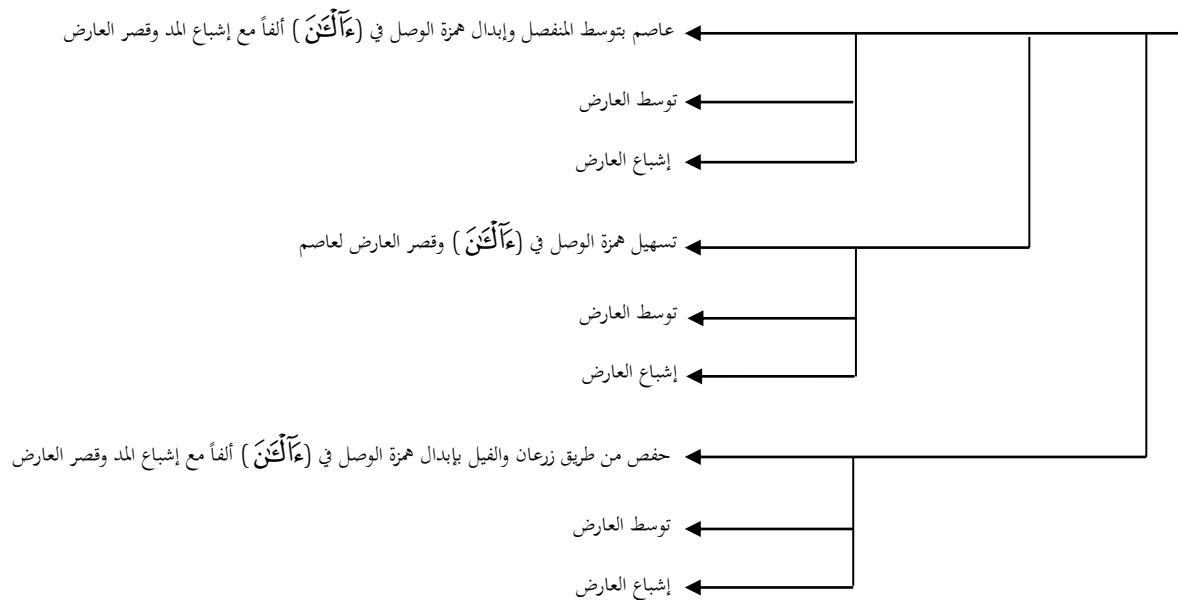 عاصم بتوسط المنفصل وإبدال همزة الوصل في (ءَآلْـَٰٔنَ) ألفاً مع إشباع المد وقصر العارض
توسط العارض
إشباع العارض
تسهيل همزة الوصل في (ءَآلْـَٰٔنَ) وقصر العارض لعاصم
توسط العارض
إشباع العارض
حفص من طريق زرعان والفيل بإبدال همزة الوصل في (ءَآلْـَٰٔنَ) ألفاً مع إشباع المد وقصر العارض
توسط العارض
إشباع العارض